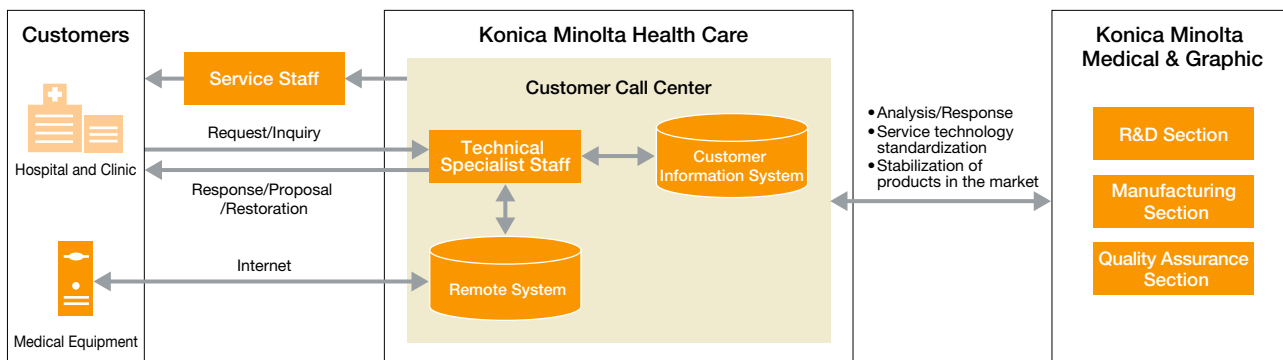 Customers
Hospital and Clinic
Medical Equipment
Service Staff
Request/Inquiry
Response/Proposal
/Restoration
Internet
Konica Minolta Health Care
Customer Call Center
Technical
Specialist Staff
Customer
Information System
Remote System
•Analysis/Response
•Service technology
standardization
•Stabilization of
products in the market
Konica Minolta
Medical & Graphic
R&D Section
Manufacturing
Section
Quality Assurance
Section